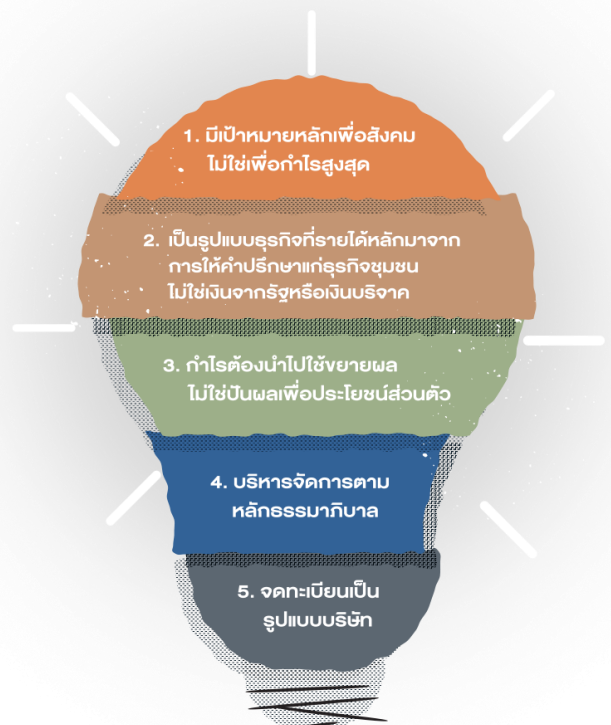 1. มีเป้าหมายหลักเพื่อสังคม
ไม่ใช่เพื่อกำไรสูงสุด
2. เป็นรูปแบบธุรกิจที่รายได้หลักมาจาก
การให้คำปรึกษาแก่ธุรกิจชุมชน
ไม่ใช่เงินจากรัฐหรือเงินบริจาค
3. กำไรต้องนำไปใช้ขยายผล
ไม่ใช่ปันผลเพื่อประโยชน์ส่วนตัว
4. บริหารจัดการตาม
หลักธรรมาภิบาล
5. จดทะเบียนเป็น
รูปแบบบริษัท